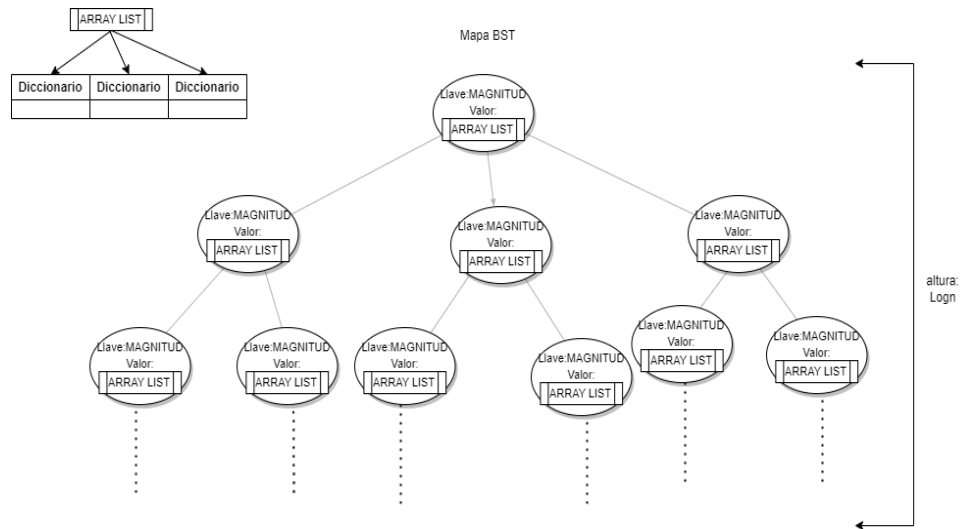 ARRAY LIST
Diccionario Diccionario Diccionario
Mapa BST
Llave:MAGNITUD
Valor:
ARRAY LIST
Llave:MAGNITUD
Valor:
ARRAY LIST
Llave:MAGNITUD
Valor:
ARRAY LIST
Llave:MAGNITUD
Valor:
ARRAY LIST
Llave:MAGNITUD
Valor:
ARRAY LIST
Llave:MAGNITUD
Valor:
ARRAY LIST
Llave:MAGNITUD
Valor:
ARRAY LIST
Llave:MAGNITUD
Valor:
ARRAY LIST
Llave:MAGNITUD
Valor:
ARRAY LIST
Llave:MAGNITUD
Valor:
ARRAY LIST
altura:
Logn